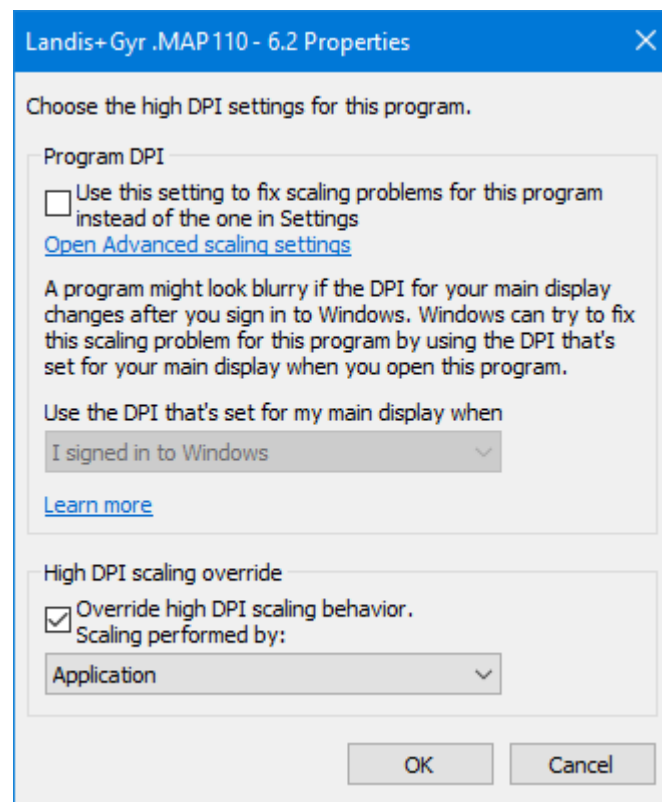 Landis+Gyr .MAP110 - 6.2 Properties
Choose the high DPI settings for this program.
Program DPI
Use this setting to fix scaling problems for this program
instead of the one in Settings
Open Advanced scaling settings
A program might look blurry if the DPI for your main display
changes after you sign in to Windows. Windows can try to fix
this scaling problem for this program by using the DPI that's
set for your main display when you open this program.
Use the DPI that's set for my main display when
I signed in to Windows
Learn more
High DPI scaling override
Override high DPI scaling behavior.
Scaling performed by:
Application
OK
Cancel